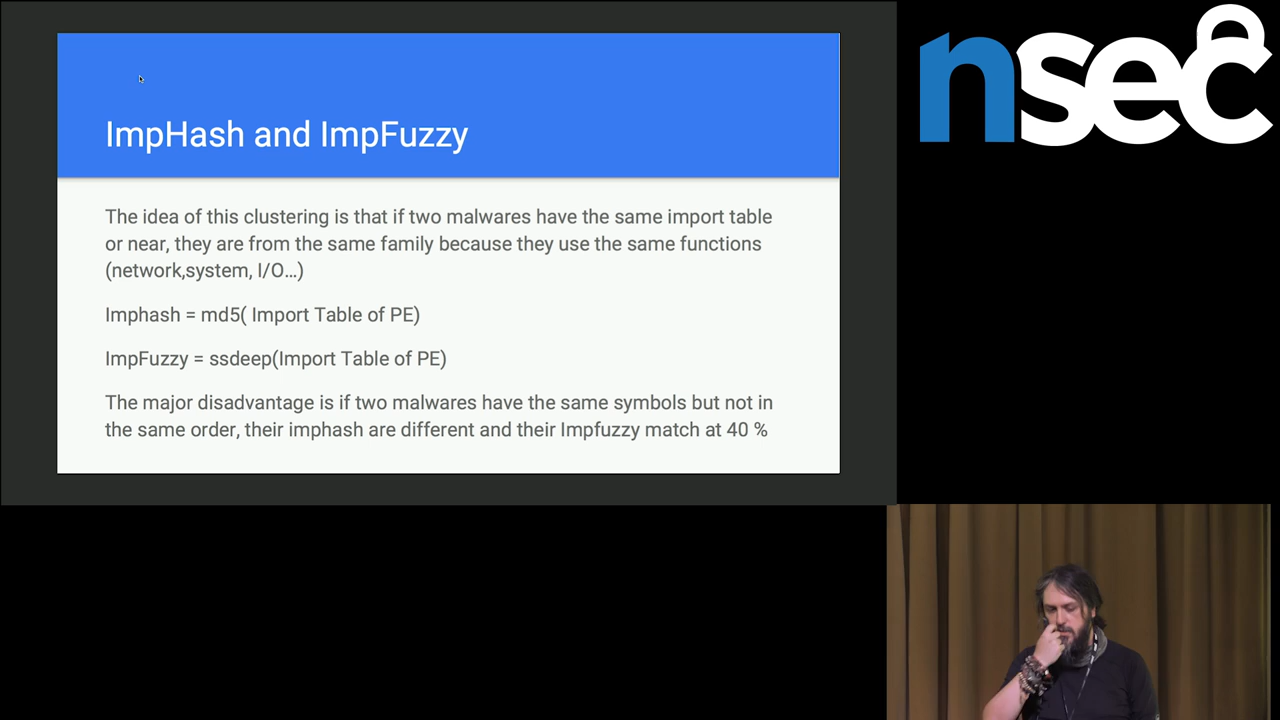 ImpHash and ImpFuzzy
The idea of this clustering is that if two malwares have the same import table
or near, they are from the same family because they use the same functions
(network,system, I/O...)
Imphash = md5( Import Table of PE)
ImpFuzzy = ssdeep(Import Table of PE)
The major disadvantage is if two malwares have the same symbols but not in
the same order, their imphash are different and their Impfuzzy match at 40 %
nsec